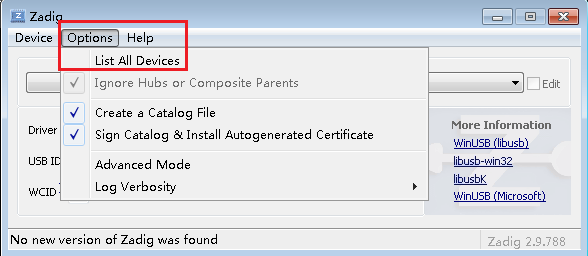 Zadig
Device Options Help
List All Devices
Ignore Hubs or Composite Parents
Edit
Create a Catalog File
Sign Catalog & Install Autogenerated Certificate
Driver
More Information
WinUSB (libusb)
USB ID
libusb-win32
Advanced Mode
libusbK
WCID
Log Verbosity
WinUSB (Microsoft)
No new version of Zadig was found
Zadig 2.9.788